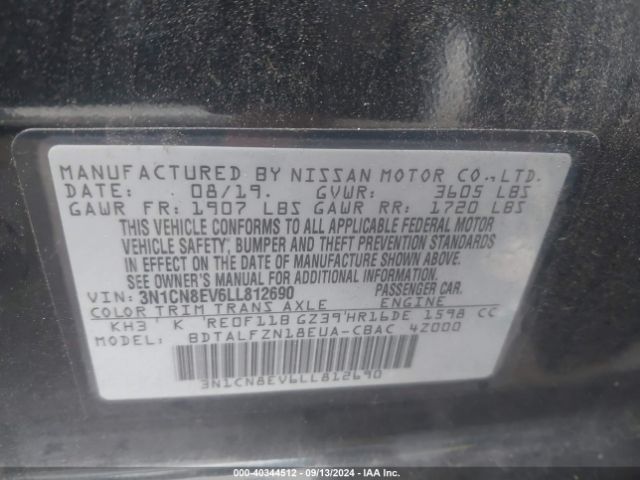 MANUFACTURED BY NISSAN MOTOR CO.,LTD.
DATE: 08/19. GVWR: 3605 LBS
GAWR FR: 1907 LBS GAWR RR: 1720 LBS
THIS VEHICLE CONFORMS TO ALL APPLICABLE FEDERAL MOTOR
VEHICLE SAFETY, BUMPER AND THEFT PREVENTION STANDARDS
IN EFFECT ON THE DATE OF MANUFACTURE SHOWN ABOVE.
SEE OWNER'S MANUAL FOR ADDITIONAL INFORMATION.
VIN: 3N1CN8EV6LL812690 PASSENGER CAR.
COLOR TRIM TRANS AXLE ENGINE
KH3 K RE0F11B GZ39 HR16DE 1598 CC
MODEL: BDTALFZN18EUA-CBAC 42000
3N1CN8EV6LL812690
Stock No: 40344512 - 09/13/2024 - IAA Inc.